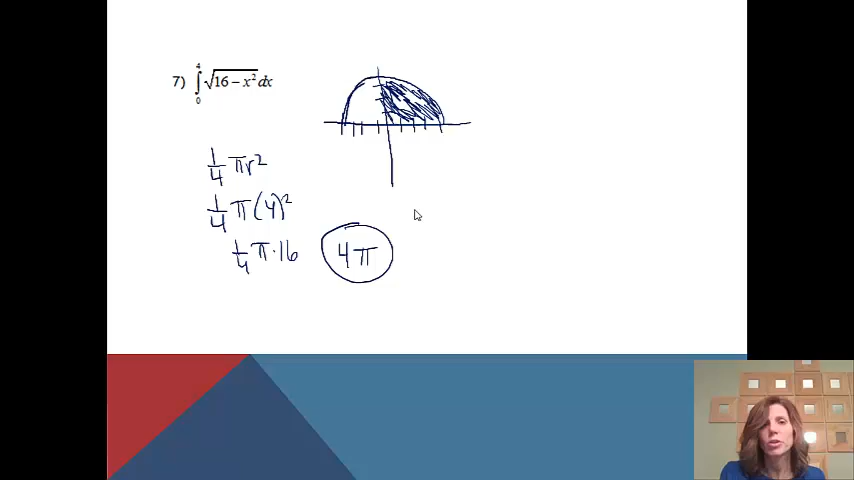 7) ∫₀⁴ √(16 − x²) dx
1/4 πr²
1/4 π(4)²
1/4 π·16 4π